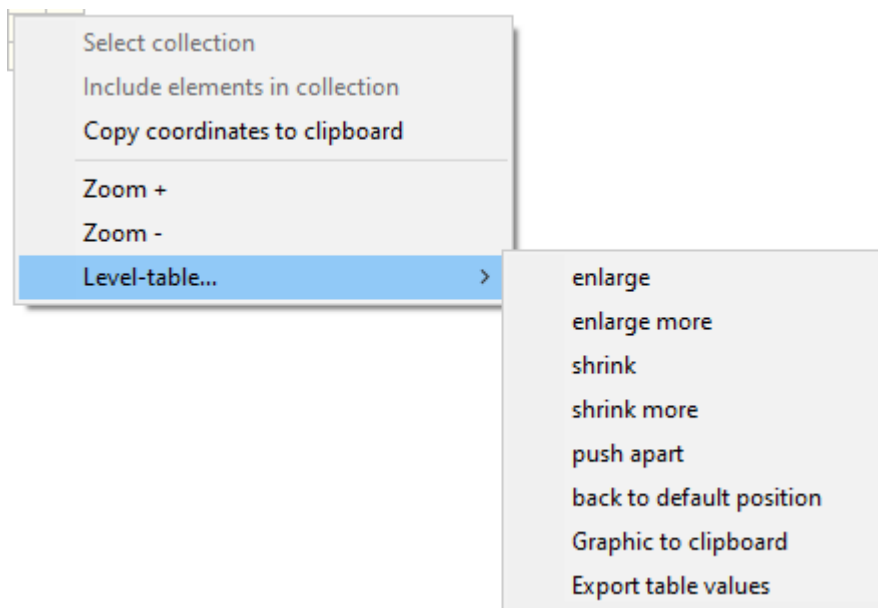 Select collection
Include elements in collection
Copy coordinates to clipboard
Zoom +
Zoom -
Level-table...
enlarge
enlarge more
shrink
shrink more
push apart
back to default position
Graphic to clipboard
Export table values